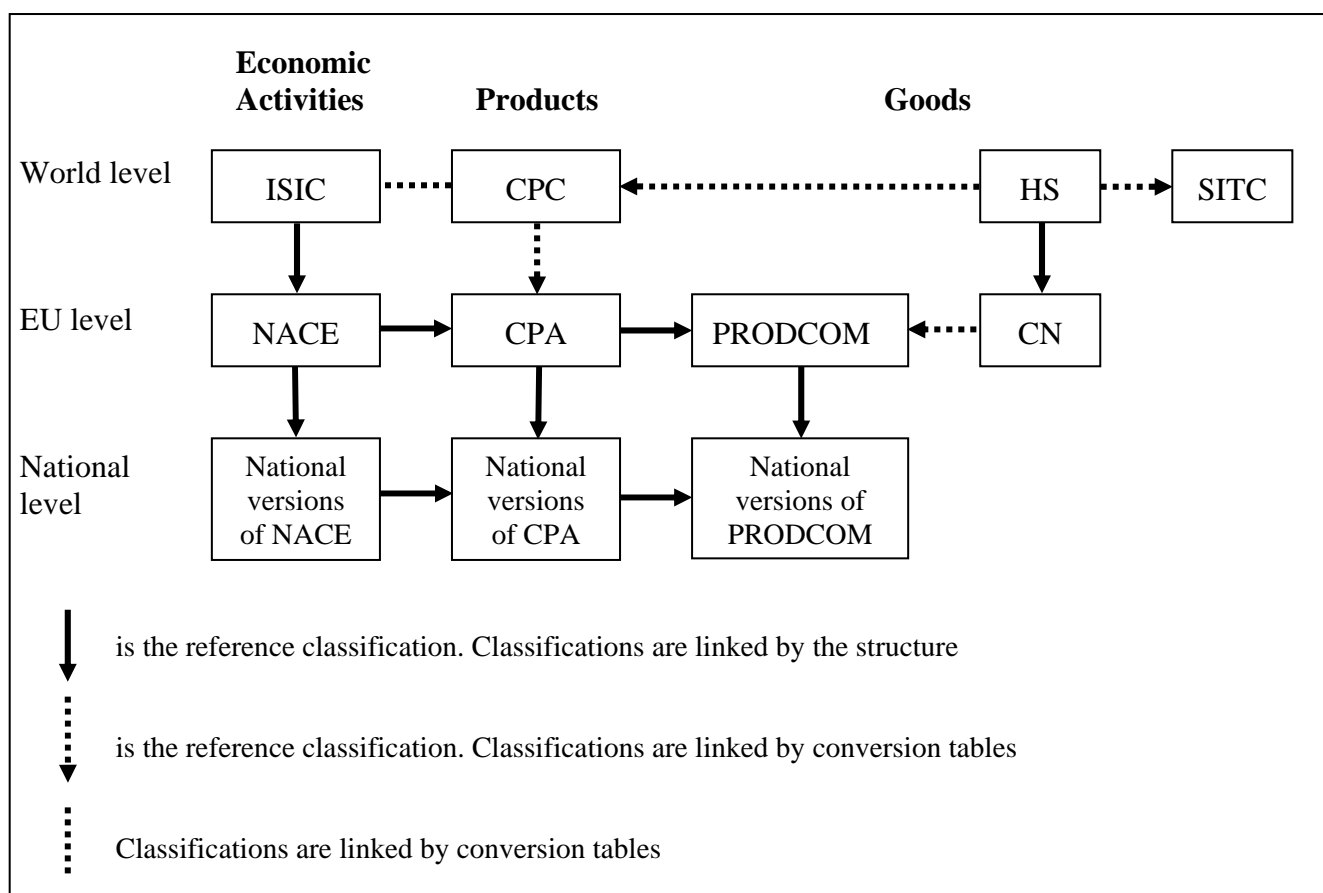 Economic
Activities
Products
Goods
World level
ISIC
CPC
HS
SITC
EU level
NACE
CPA
PRODCOM
CN
National
level
National
versions
of NACE
National
versions
of CPA
National
versions of
PRODCOM
is the reference classification. Classifications are linked by the structure
is the reference classification. Classifications are linked by conversion tables
Classifications are linked by conversion tables